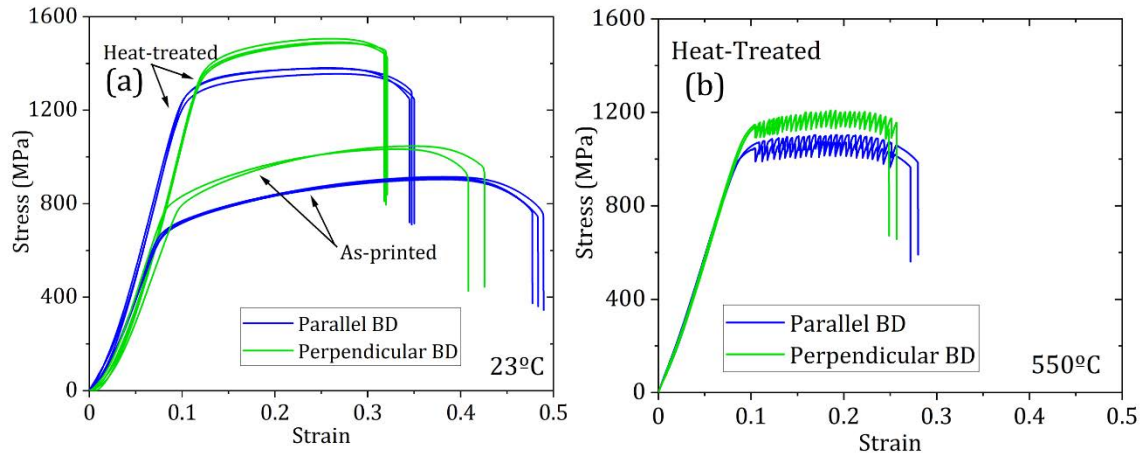 1600
1200
800
400
0
Stress (MPa)
Heat-treated
(a)
As-printed
Parallel BD
Perpendicular BD
23ºC
0 0.1 0.2 0.3 0.4 0.5
Strain
1600
1200
800
400
0
Stress (MPa)
Heat-Treated
(b)
Parallel BD
Perpendicular BD
550ºC
0 0.1 0.2 0.3 0.4 0.5
Strain